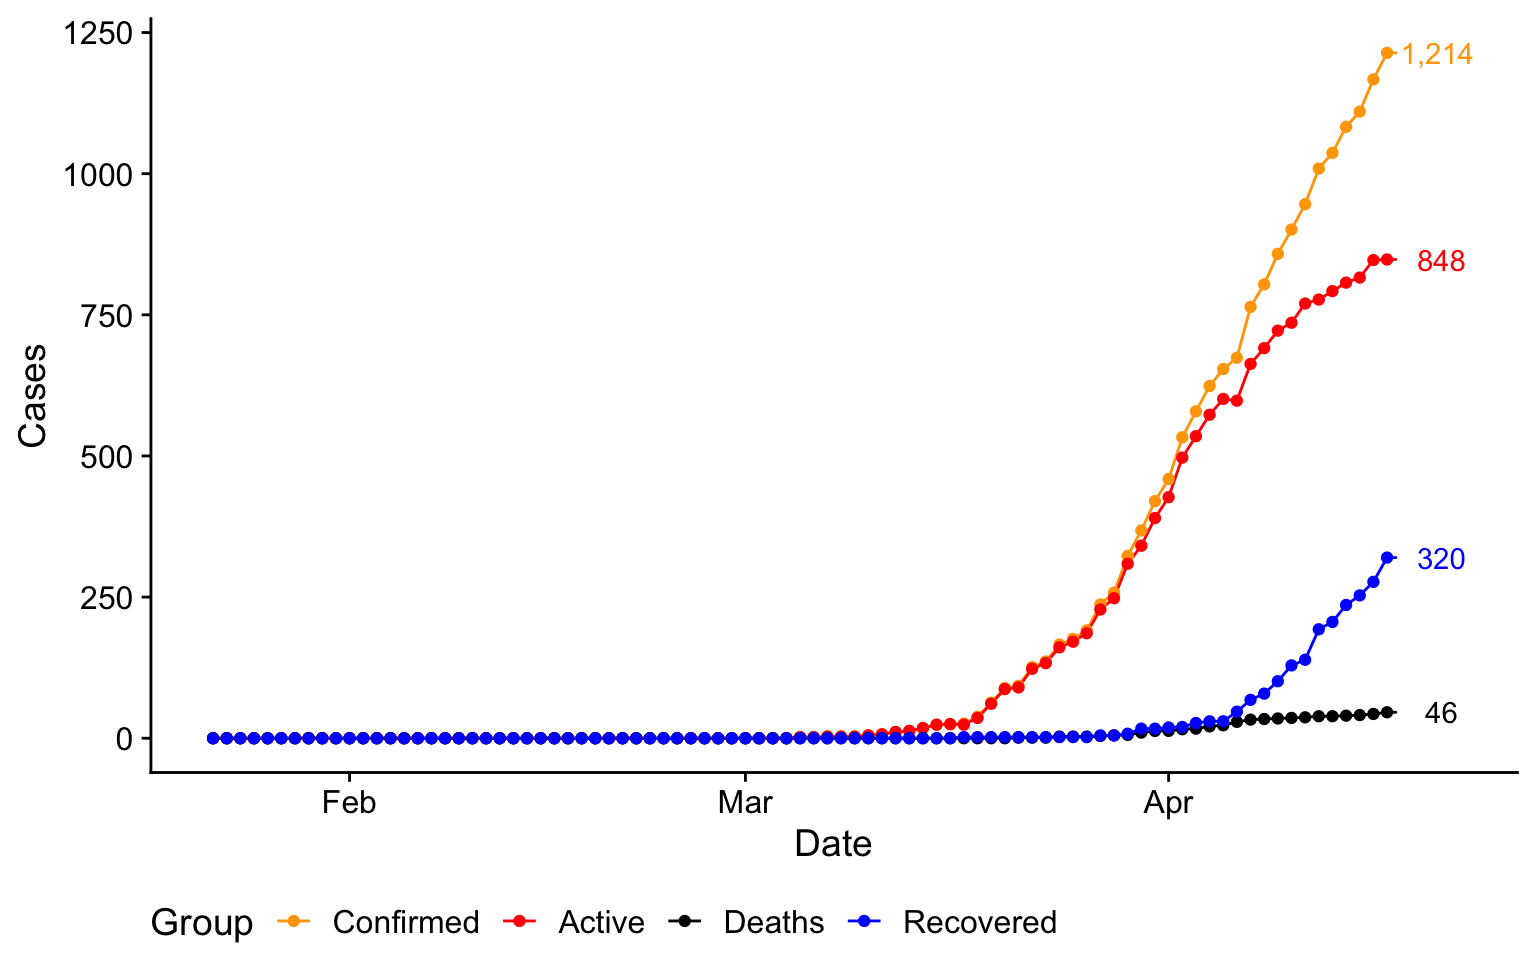 1250
1,214
1000
848
750
Cases
500
320
250
46
0
Feb Mar Apr
Date
Group Confirmed Active Deaths Recovered